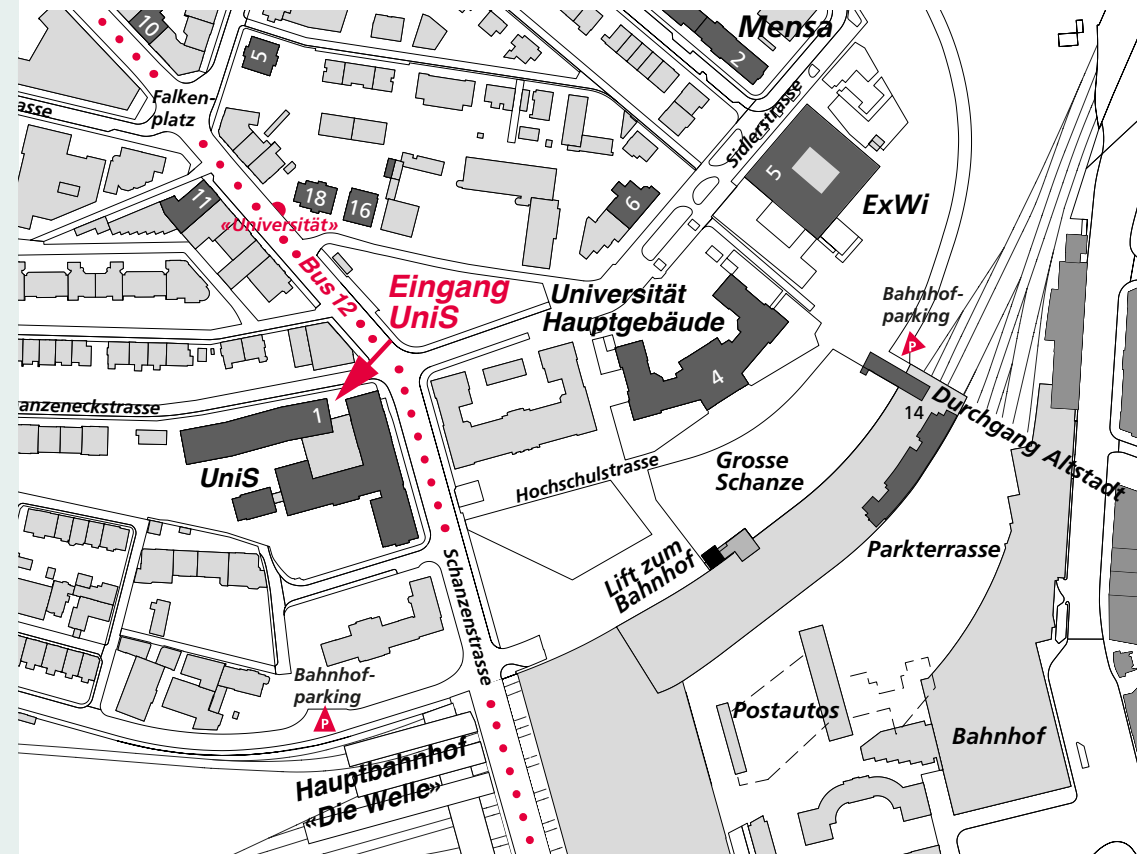 Mensa
10
5
2
Falken-
platz
asse
Sidlerstrasse
5
ExWi
18
16
6
11
«Universität»
Bus 12
Eingang
UniS
Universität
Hauptgebäude
Bahnhof-
parking
P
4
14
Durchgang Altstadt
anzeneckstrasse
1
UniS
Hochschulstrasse
Grosse
Schanze
Lift zum
Bahnhof
Parkterrasse
Schanzenstrasse
Bahnhof-
parking
P
Postautos
Bahnhof
Hauptbahnhof
«Die Welle»